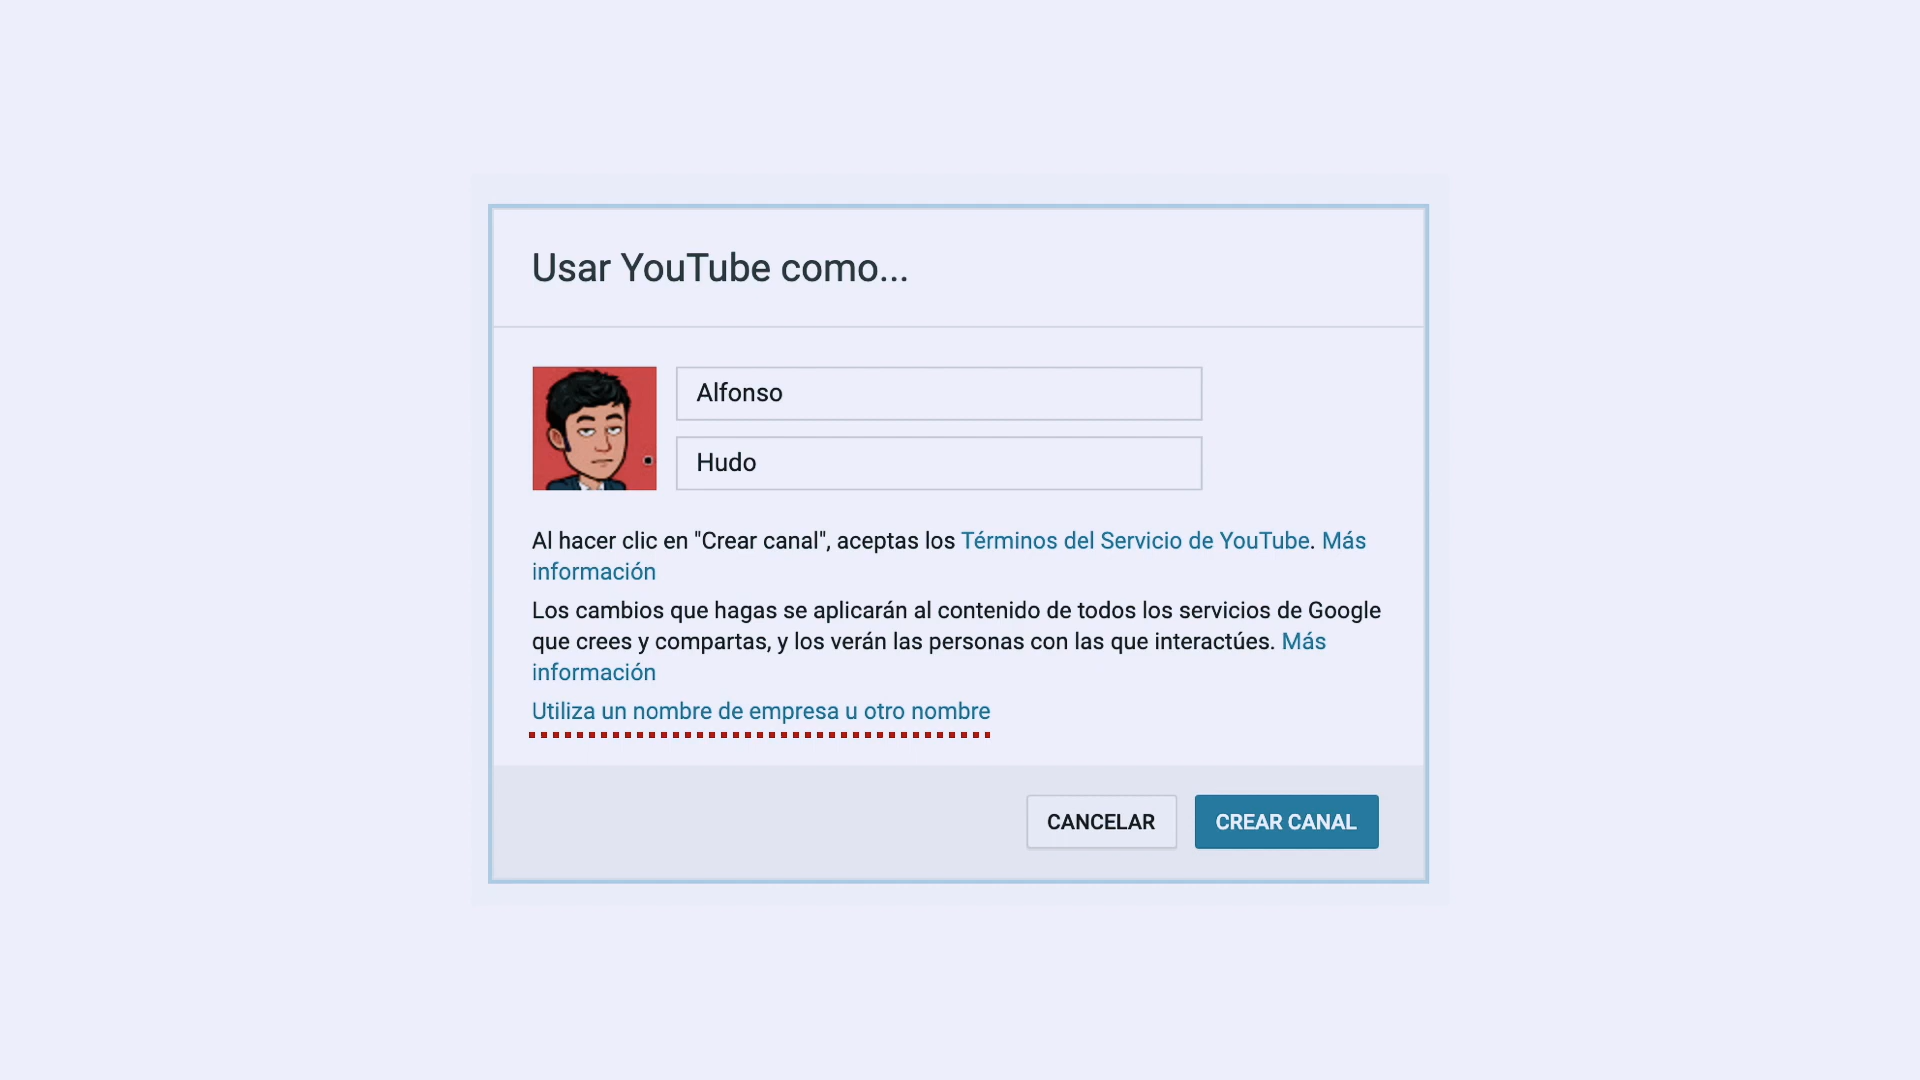 Usar YouTube como...
Alfonso
Hudo
Al hacer clic en "Crear canal", aceptas los Términos del Servicio de YouTube. Más
información
Los cambios que hagas se aplicarán al contenido de todos los servicios de Google
que crees y compartas, y los verán las personas con las que interactúes. Más
información
Utiliza un nombre de empresa u otro nombre
CANCELAR CREAR CANAL